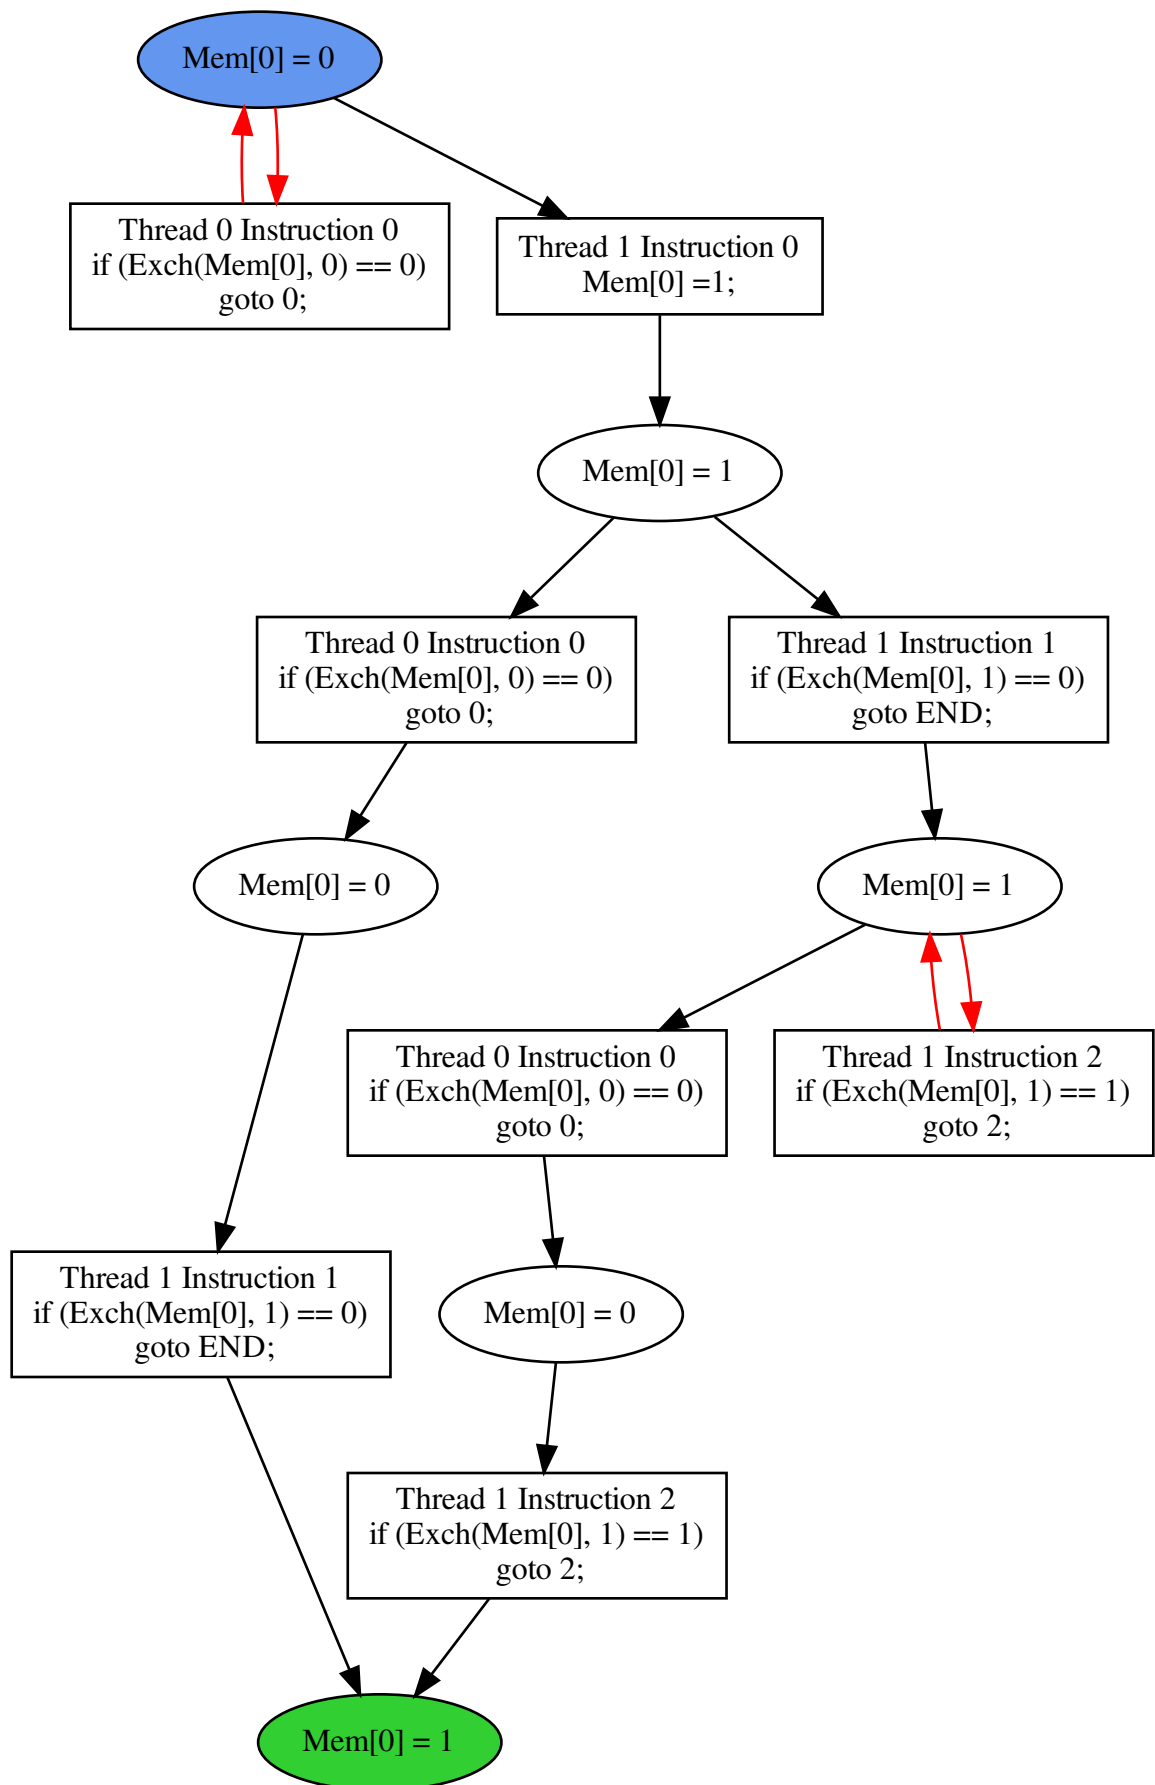 Mem[0] = 0
Thread 0 Instruction 0
if (Exch(Mem[0], 0) == 0)
goto 0;
Thread 1 Instruction 0
Mem[0] =1;
Mem[0] = 1
Thread 0 Instruction 0
if (Exch(Mem[0], 0) == 0)
goto 0;
Thread 1 Instruction 1
if (Exch(Mem[0], 1) == 0)
goto END;
Mem[0] = 0
Mem[0] = 1
Thread 0 Instruction 0
if (Exch(Mem[0], 0) == 0)
goto 0;
Thread 1 Instruction 2
if (Exch(Mem[0], 1) == 1)
goto 2;
Thread 1 Instruction 1
if (Exch(Mem[0], 1) == 0)
goto END;
Mem[0] = 0
Thread 1 Instruction 2
if (Exch(Mem[0], 1) == 1)
goto 2;
Mem[0] = 1